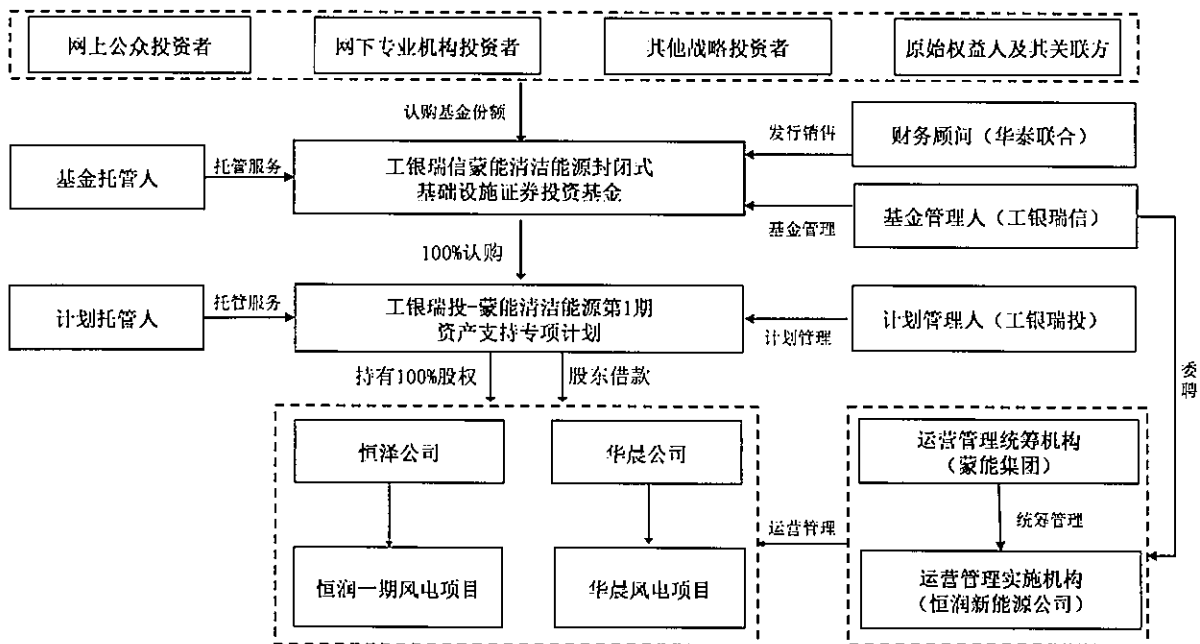 网上公众投资者
网下专业机构投资者
其他战略投资者
原始权益人及其关联方
认购基金份额
发行销售
财务顾问（华泰联合）
基金托管人
托管服务
工银瑞信蒙能清洁能源封闭式
基础设施证券投资基金
基金管理
基金管理人（工银瑞信）
100%认购
计划托管人
托管服务
工银瑞投-蒙能清洁能源第1期
资产支持专项计划
计划管理
计划管理人（工银瑞投）
持有100%股权
股东借款
委聘
恒泽公司
华晨公司
运营管理统筹机构
（蒙能集团）
运营管理
统筹管理
恒润一期风电项目
华晨风电项目
运营管理实施机构
（恒润新能源公司）